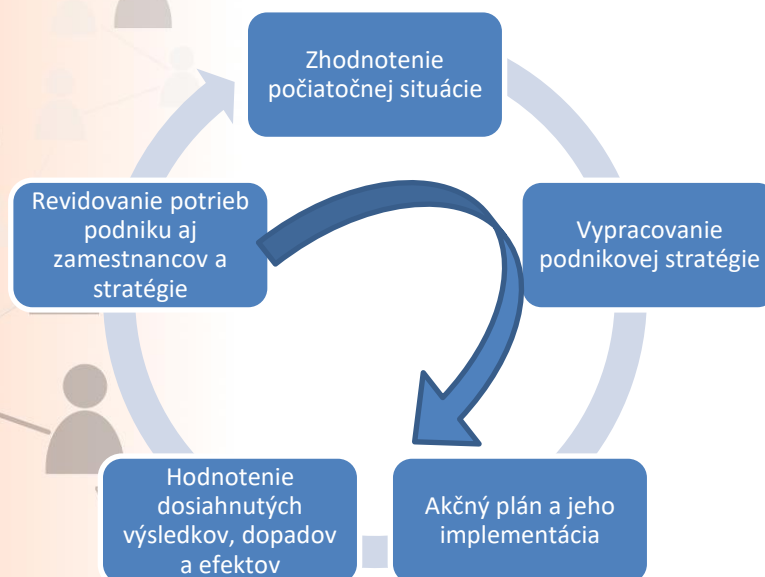 Zhodnotenie
počiatočnej situácie
Vypracovanie
podnikovej stratégie
Akčný plán a jeho
implementácia
Hodnotenie
dosiahnutých
výsledkov, dopadov
a efektov
Revidovanie potrieb
podniku aj
zamestnancov a
stratégie